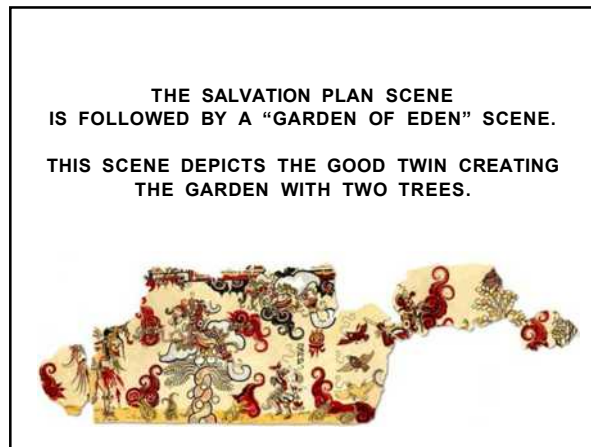 THE SALVATION PLAN SCENE
IS FOLLOWED BY A “GARDEN OF EDEN” SCENE.
THIS SCENE DEPICTS THE GOOD TWIN CREATING
THE GARDEN WITH TWO TREES.